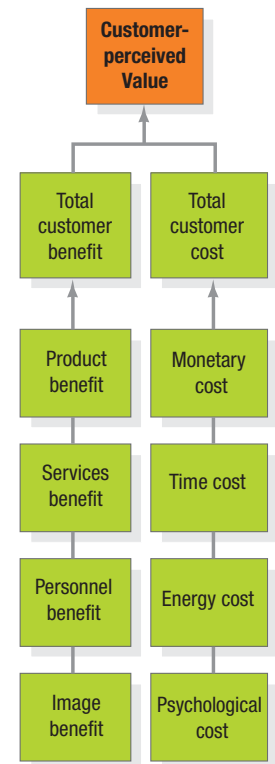 Customer-
perceived
Value
Total
customer
benefit
Total
customer
cost
Product
benefit
Monetary
cost
Services
benefit
Time cost
Personnel
benefit
Energy cost
Image
benefit
Psychological
cost